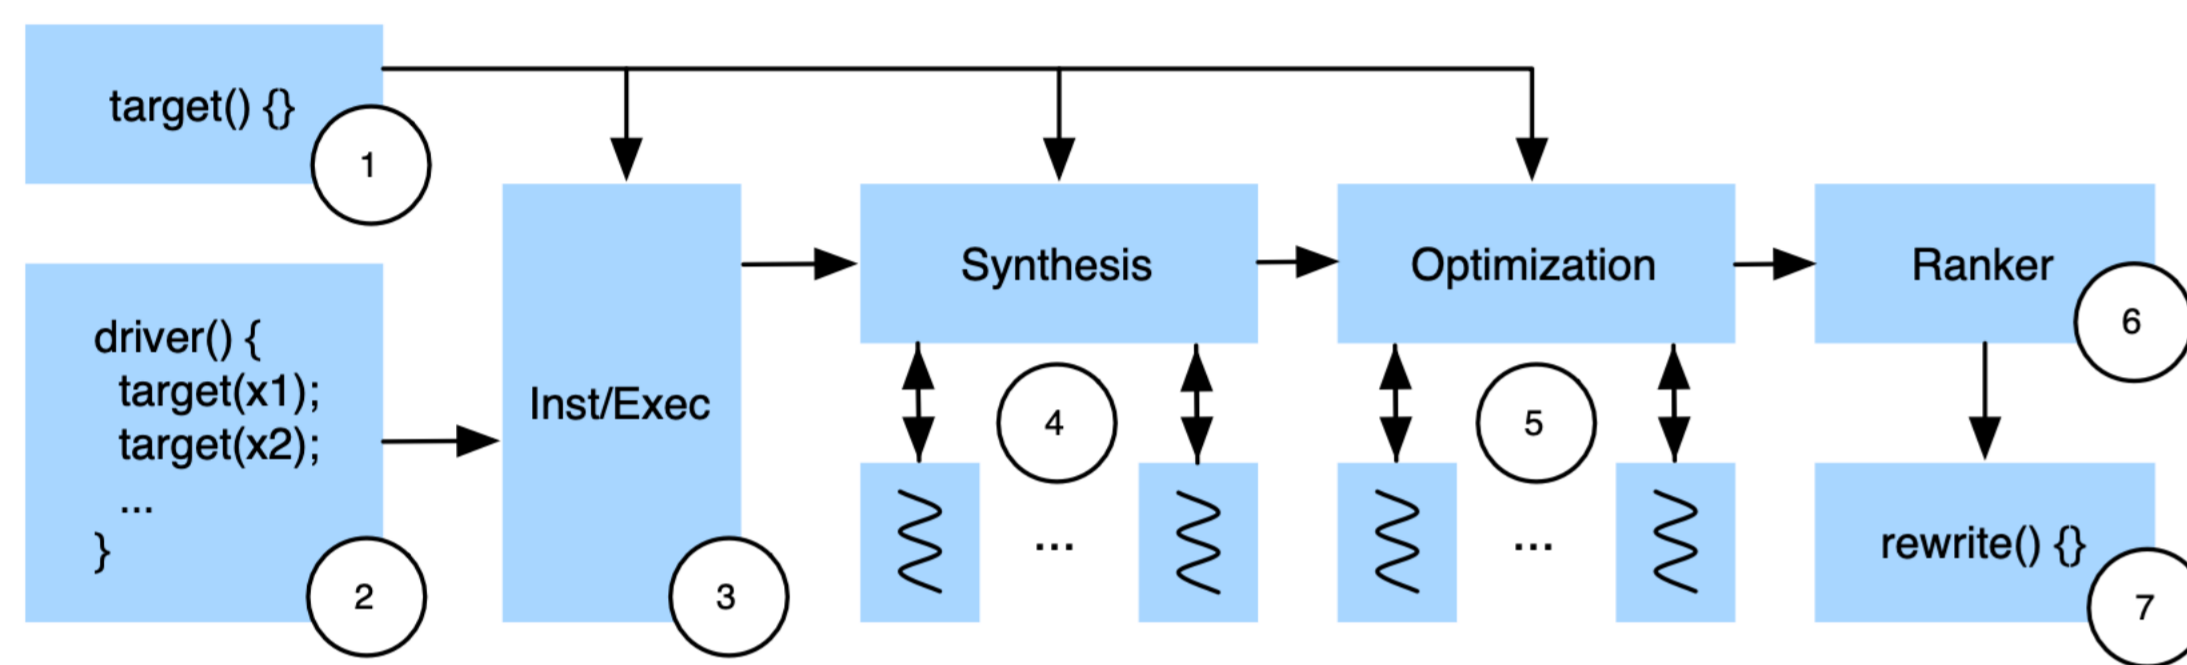 target() {}
1
driver() {
target(x1);
target(x2);
...
}
2
Inst/Exec
3
Synthesis
4
...
Optimization
5
...
Ranker
6
rewrite() {}
7